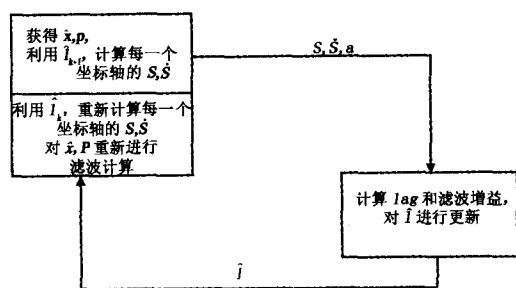 获得 x̂,p,
利用 l̂ₖ₋₁, 计算每一个
坐标轴的 S,Ṡ
S, Ṡ, a
利用 l̂ₖ, 重新计算每一个
坐标轴的 S,Ṡ
对 x̂, P 重新进行
滤波计算
计算 lag 和滤波增益,
对 l̂ 进行更新
l̂